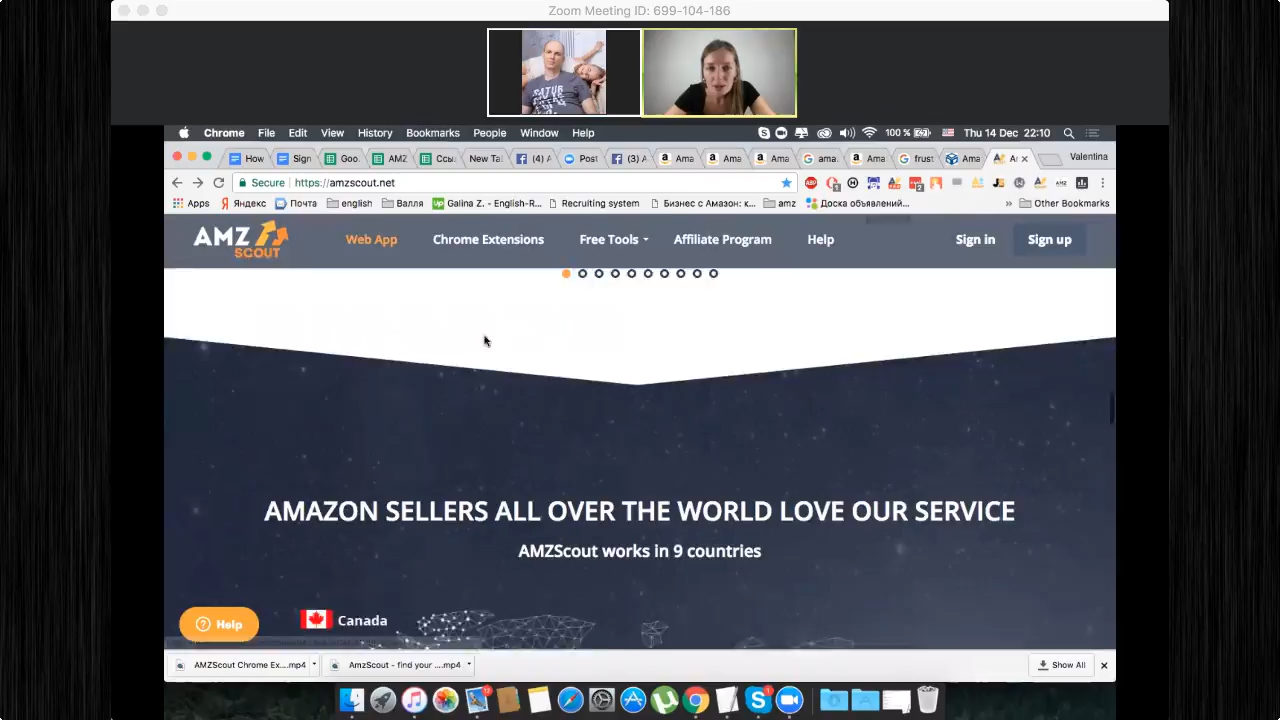 Zoom Meeting ID: 699-104-186
SATUR
Chrome File Edit View History Bookmarks People Window Help 100 % Thu 14 Dec 22:10
How Sign Goo. AMZ Ссы New Ta (4) Post (3) Ama Ama Ama ama. Ama frust Ama Valentina
Secure https://amzscout.net
Apps Яндекс Почта english Валля Galina Z. - English-R... Recruiting system Бизнес с Амазон: к... amz Доска объявлений... » Other Bookmarks
AMZ SCOUT Web App Chrome Extensions Free Tools Affiliate Program Help Sign in Sign up
AMAZON SELLERS ALL OVER THE WORLD LOVE OUR SERVICE
AMZScout works in 9 countries
Help Canada
AMZScout Chrome Ex....mp4 AmzScout - find your ....mp4 Show All